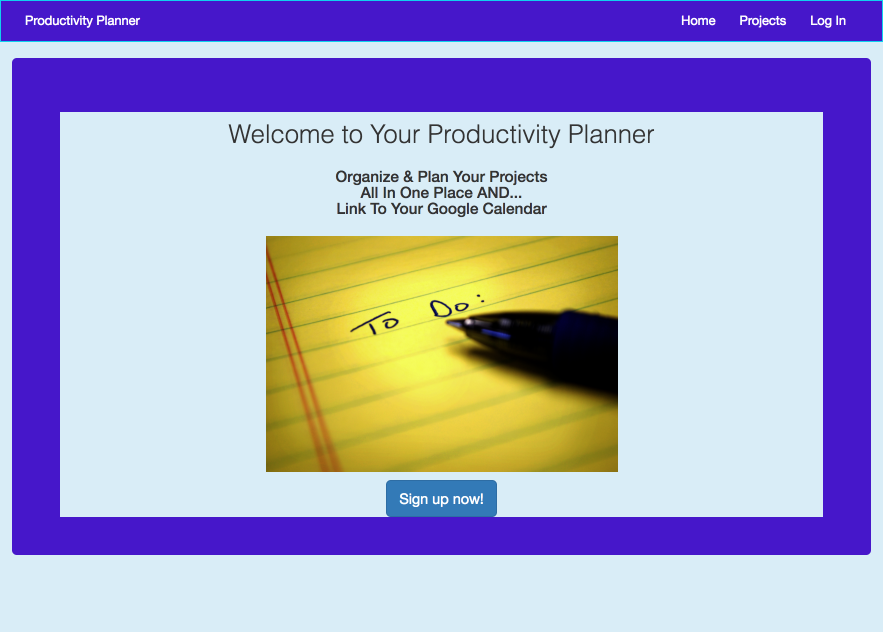 Productivity Planner
Home Projects Log In
Welcome to Your Productivity Planner
Organize & Plan Your Projects
All In One Place AND...
Link To Your Google Calendar
To Do:
Sign up now!